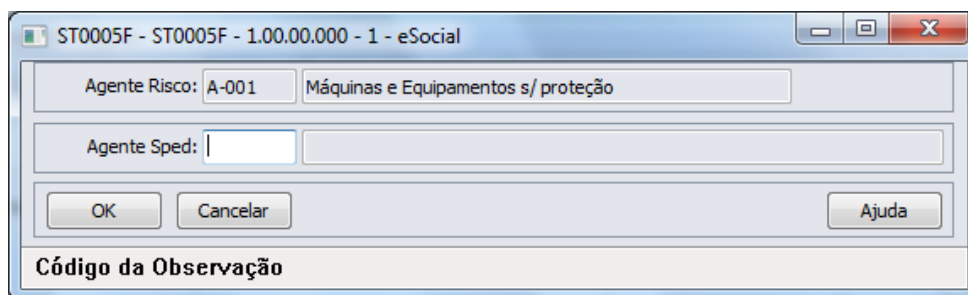 ST0005F - ST0005F - 1.00.00.000 - 1 - eSocial
Agente Risco: A-001 Máquinas e Equipamentos s/ proteção
Agente Sped:
OK Cancelar Ajuda
Código da Observação